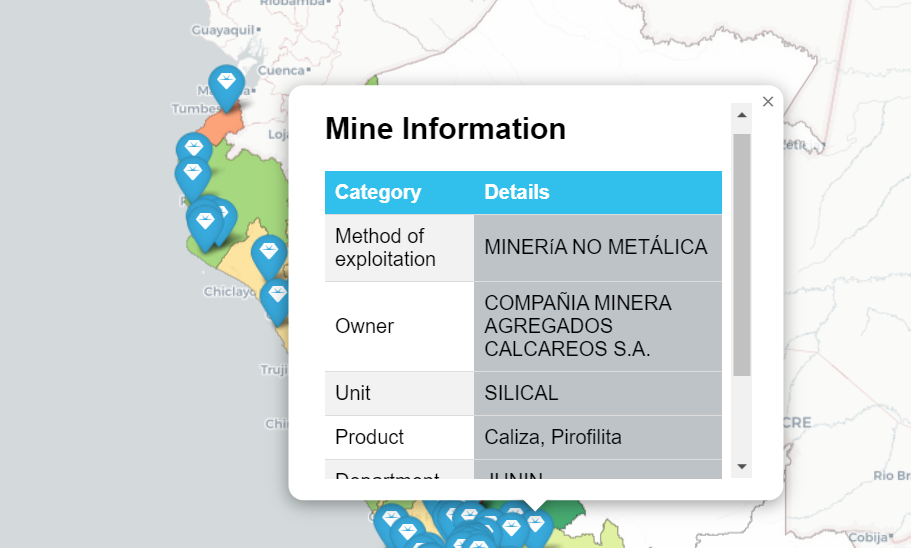 Riobamba
Guayaquil
Cuenca
Tumbes
Loja
Mine Information
Category Details
Method of
exploitation
MINERíA NO METÁLICA
Owner
COMPAÑIA MINERA
AGREGADOS
CALCAREOS S.A.
Unit SILICAL
Product Caliza, Pirofilita
Department JUNIN
Chiclayo
Truji
Chi
CRE
Rio Br
Cobija